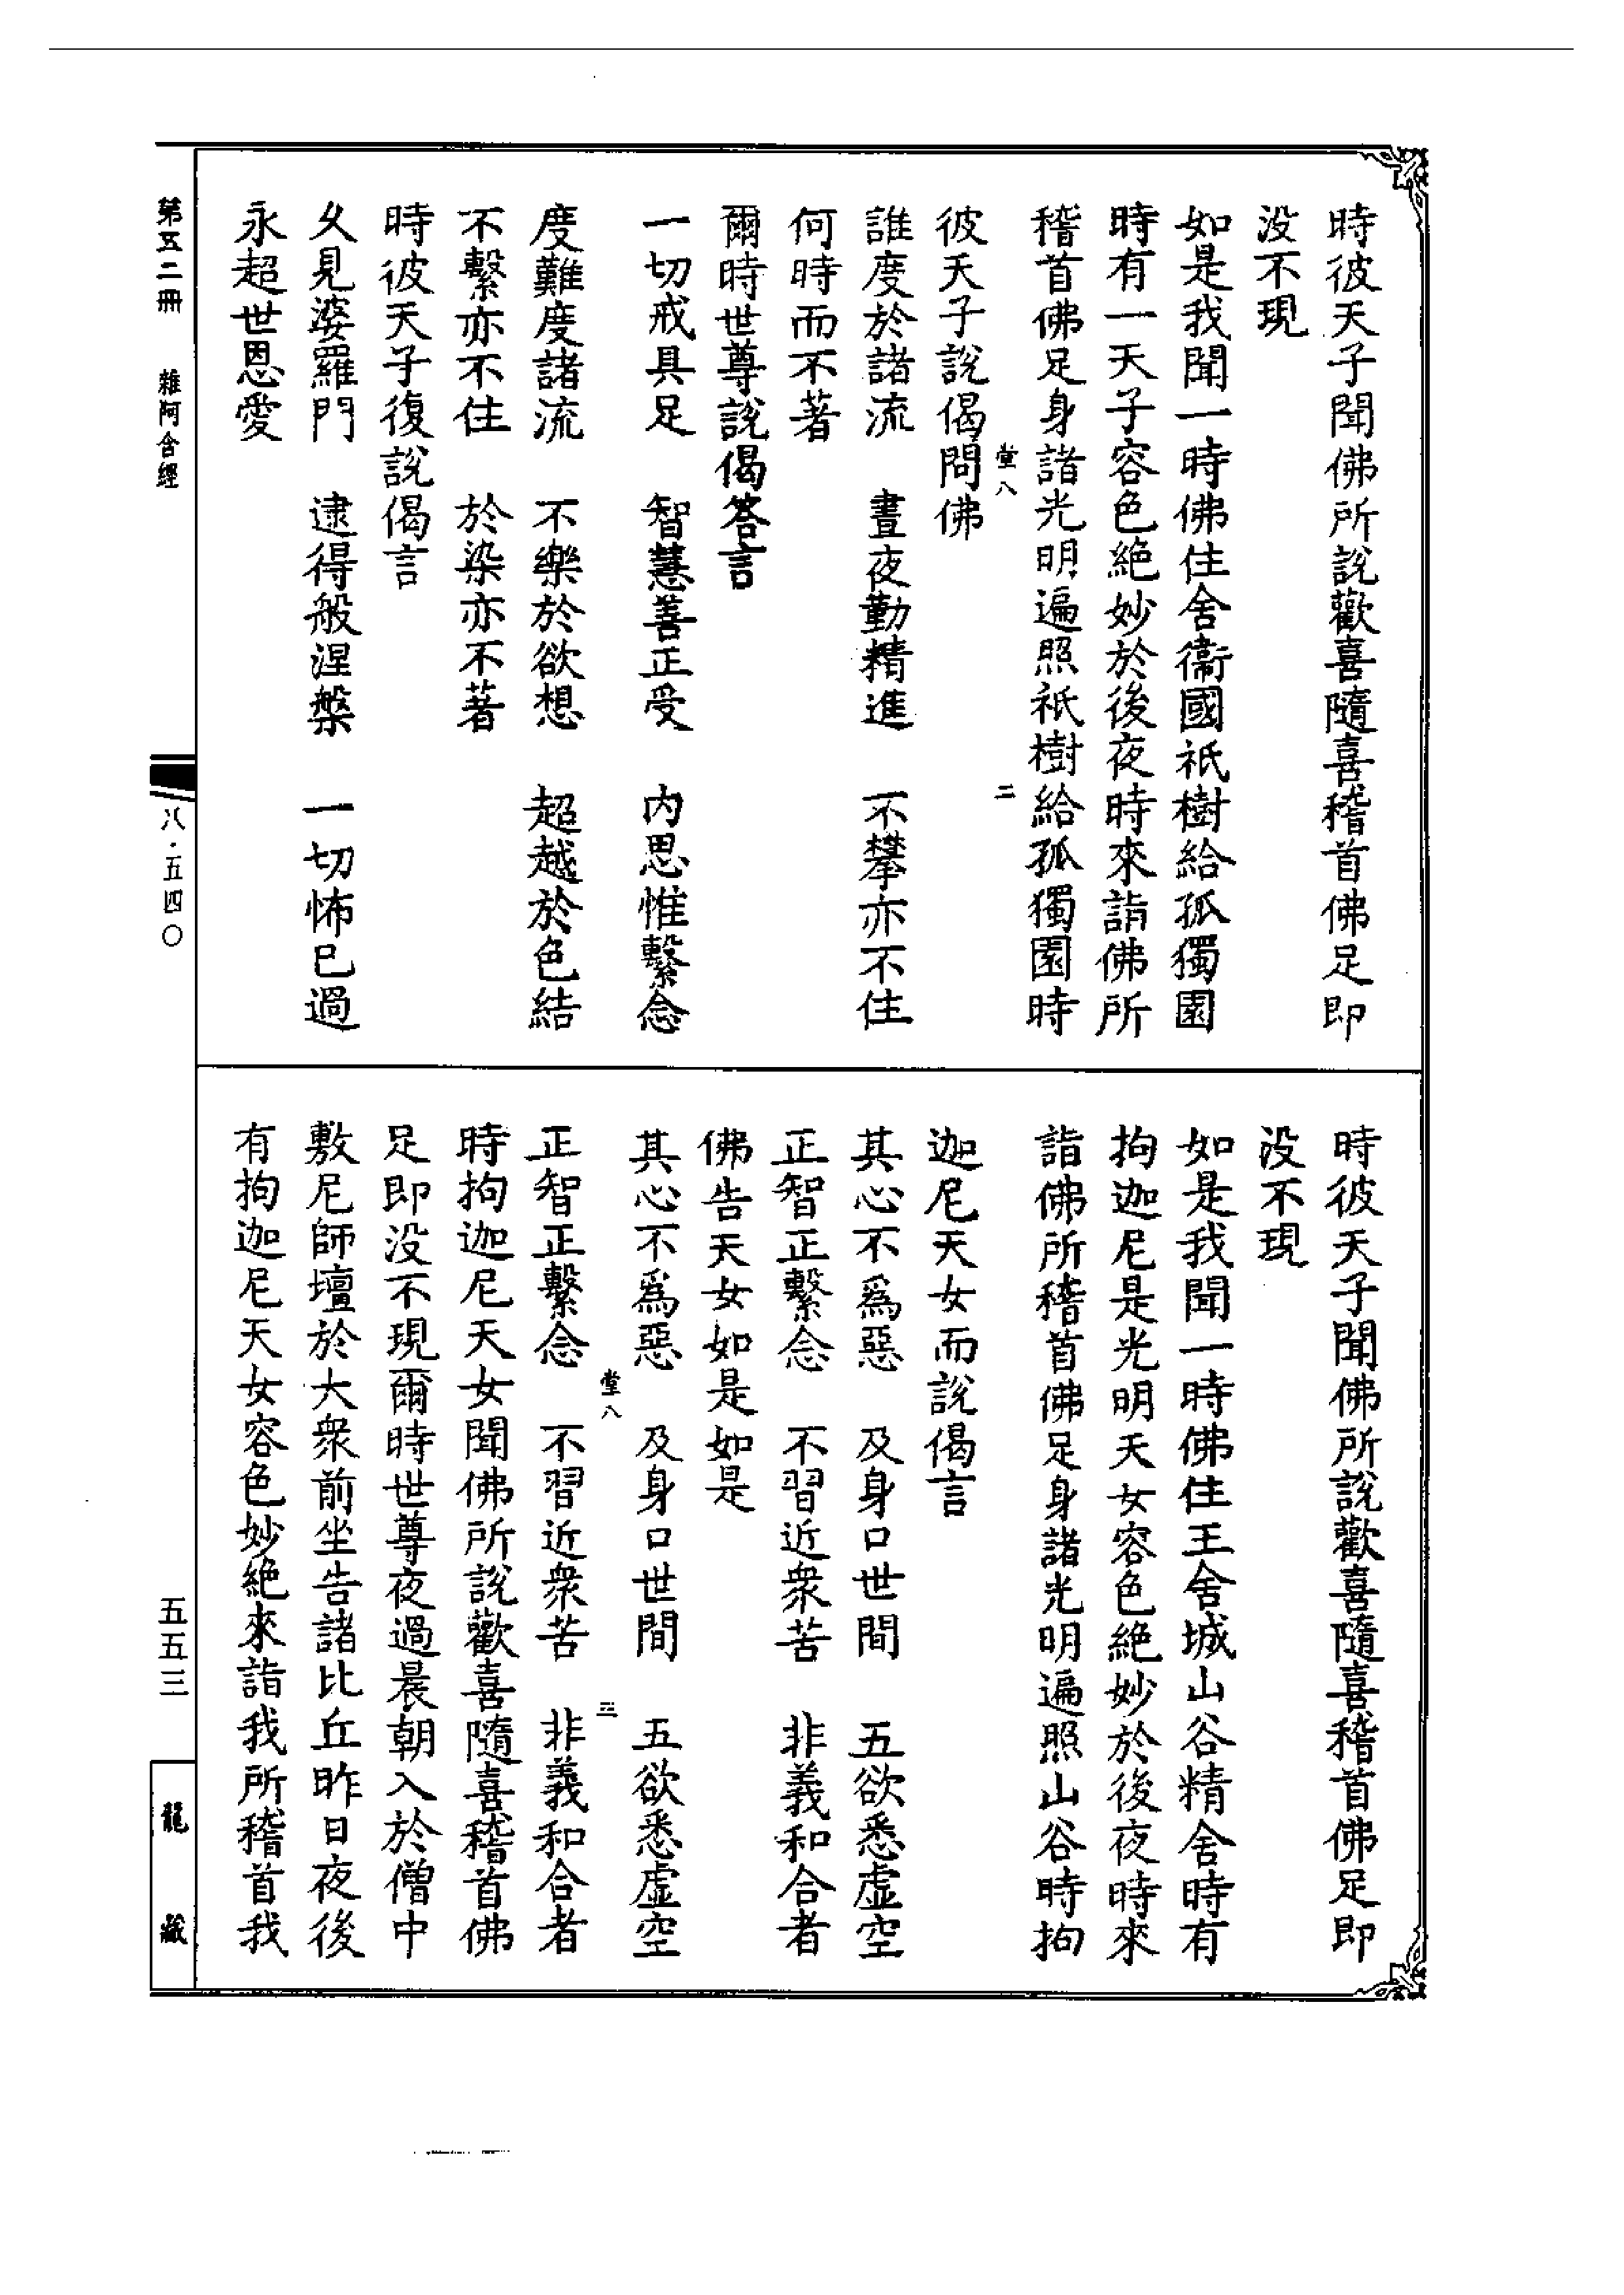 時彼天子聞佛所說歡喜隨喜稽首佛足即
没不現
如是我聞一時佛住舍衞國祇樹給孤獨園
時有一天子容色絶妙於後夜時來詣佛所
稽首佛足身諸光明遍照祇樹給孤獨園時
堂八 二
彼天子說偈問佛
誰度於諸流 晝夜勤精進 不攀亦不住
何時而不著
爾時世尊說偈答言
一切戒具足 智慧善正受 内思惟繫念
度難度諸流 不樂於欲想 超越於色結
不繫亦不住 於染亦不著
時彼天子復說偈言
久見婆羅門 逮得般涅槃 一切怖已過
永超世恩愛
時彼天子聞佛所說歡喜隨喜稽首佛足即
没不現
如是我聞一時佛住王舍城山谷精舍時有
拘迦尼是光明天女容色絶妙於後夜時來
詣佛所稽首佛足身諸光明遍照山谷時拘
迦尼天女而說偈言
其心不爲惡 及身口世間 五欲悉虛空
正智正繫念 不習近衆苦 非義和合者
佛告天女如是如是
其心不爲惡 及身口世間 五欲悉虛空
堂八 三
正智正繫念 不習近衆苦 非義和合者
時拘迦尼天女聞佛所說歡喜隨喜稽首佛
足即没不現爾時世尊夜過晨朝入於僧中
敷尼師壇於大衆前坐告諸比丘昨日夜後
有拘迦尼天女容色妙絶來詣我所稽首我
第五二冊 雜阿含經
八·五四〇
五五三
龍藏